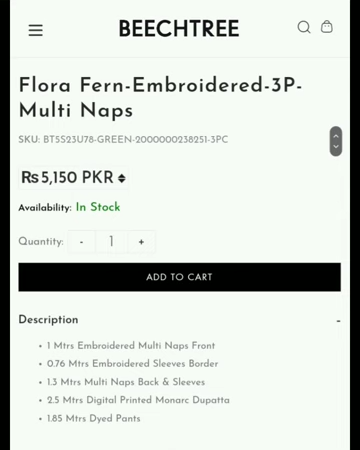 BEECHTREE
Flora Fern-Embroidered-3P-
Multi Naps
SKU: BT5S23U78-GREEN-2000000238251-3PC
₨5,150 PKR
Availability: In Stock
Quantity: - 1 +
ADD TO CART
Description -
• 1 Mtrs Embroidered Multi Naps Front
• 0.76 Mtrs Embroidered Sleeves Border
• 1.3 Mtrs Multi Naps Back & Sleeves
• 2.5 Mtrs Digital Printed Monarc Dupatta
• 1.85 Mtrs Dyed Pants